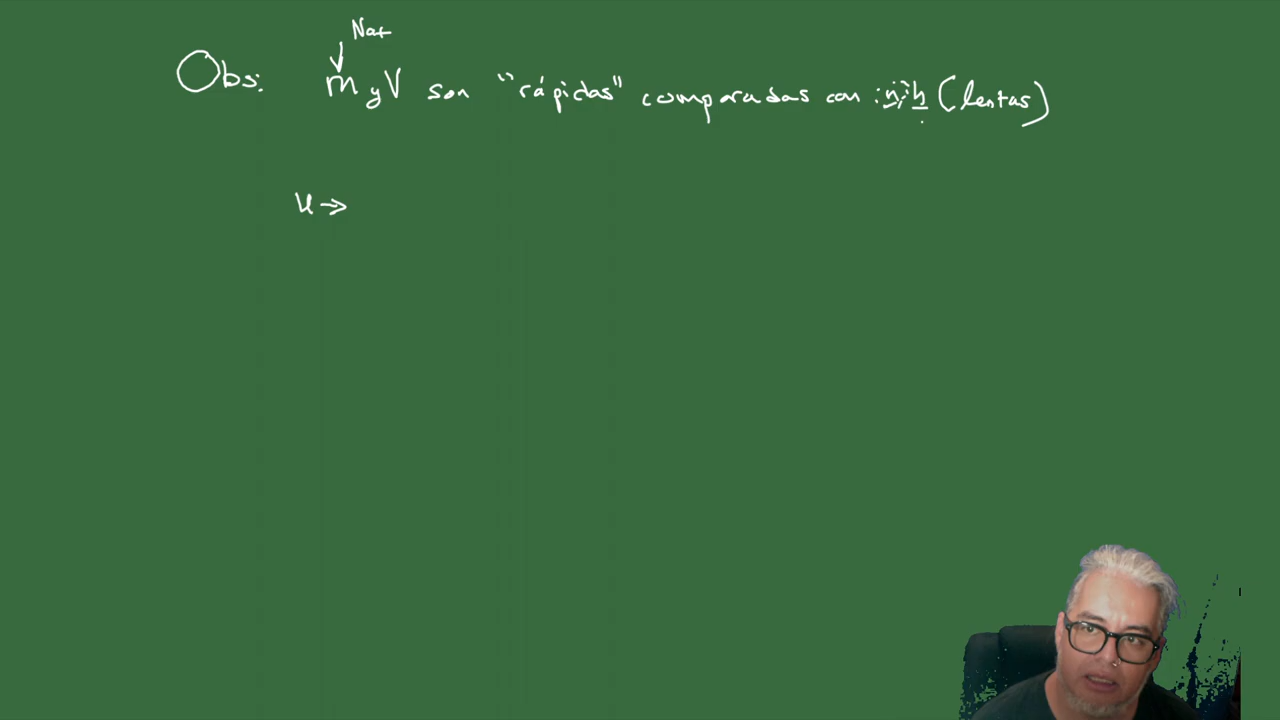 Na+
Obs: m y V son "rápidas" comparadas con : n, h (lentas)
u →